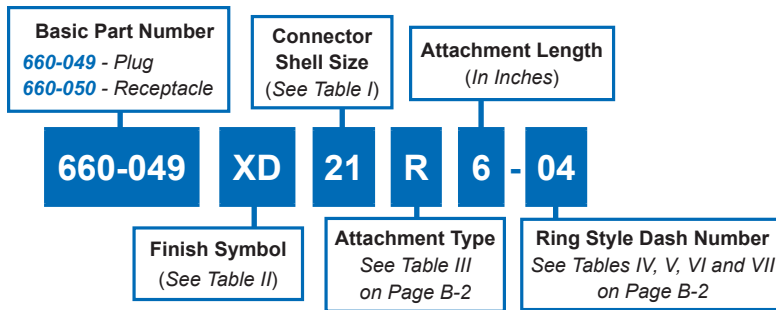 Basic Part Number
660-049 - Plug
660-050 - Receptacle
Connector
Shell Size
(See Table I)
Attachment Length
(In Inches)
660-049 XD 21 R 6 - 04
Finish Symbol
(See Table II)
Attachment Type
See Table III
on Page B-2
Ring Style Dash Number
See Tables IV, V, VI and VII
on Page B-2